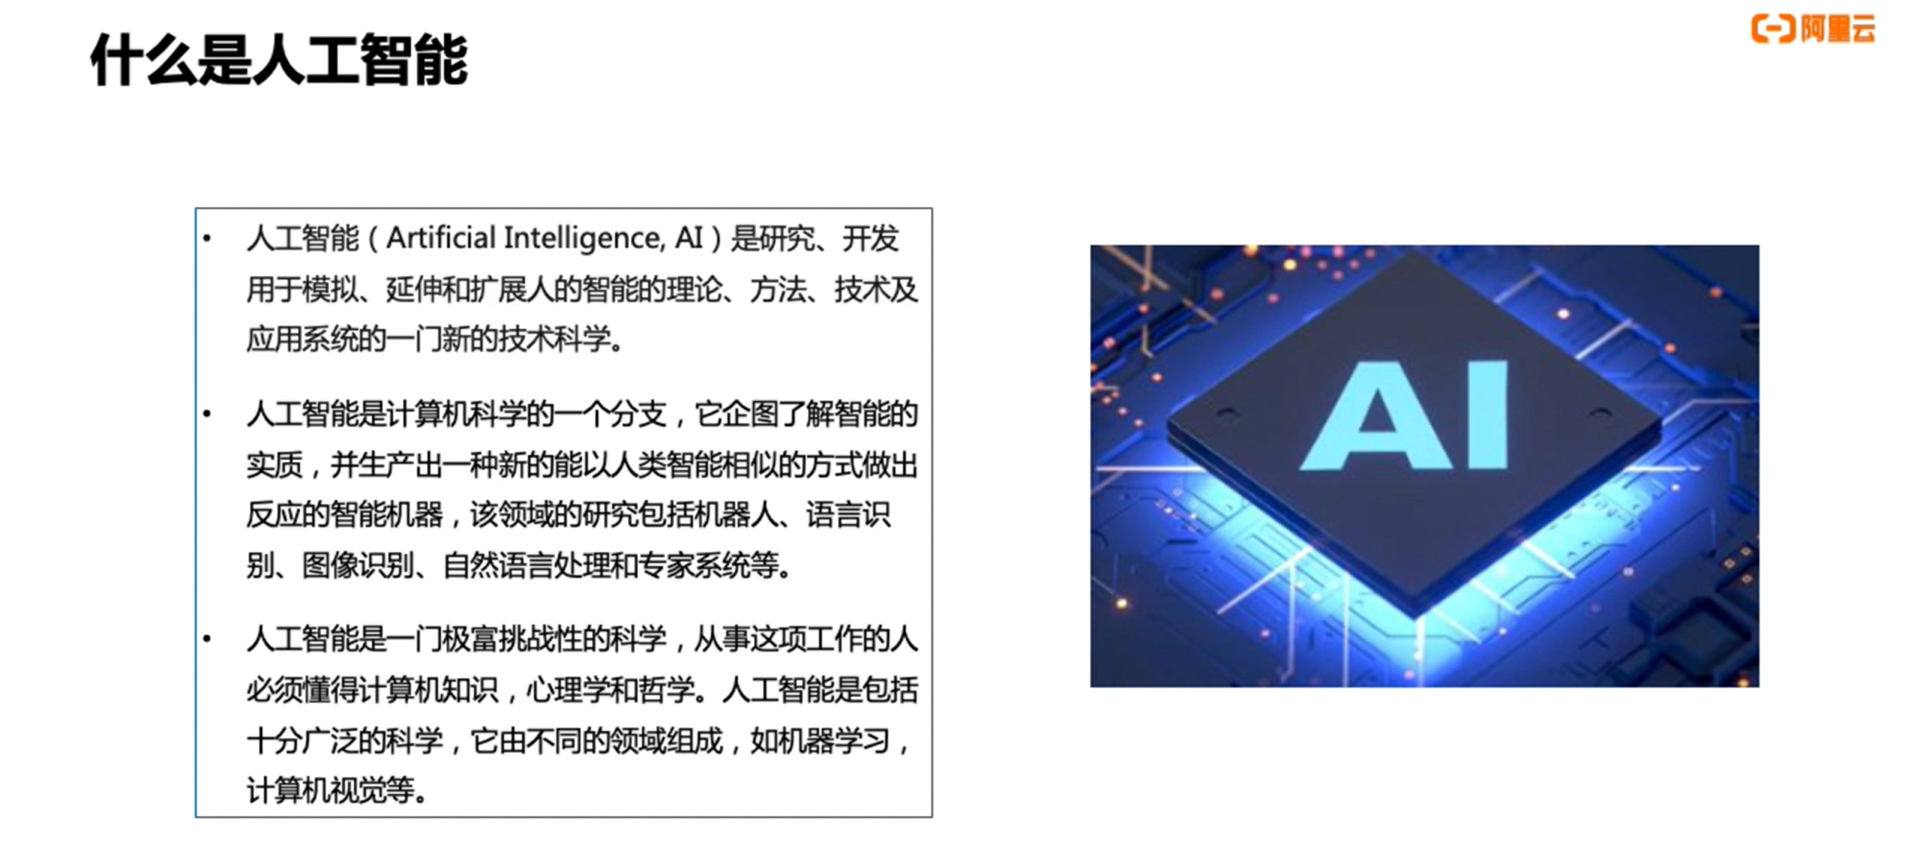 什么是人工智能
阿里云
• 人工智能（Artificial Intelligence, AI）是研究、开发
用于模拟、延伸和扩展人的智能的理论、方法、技术及
应用系统的一门新的技术科学。
• 人工智能是计算机科学的一个分支，它企图了解智能的
实质，并生产出一种新的能以人类智能相似的方式做出
反应的智能机器，该领域的研究包括机器人、语言识
别、图像识别、自然语言处理和专家系统等。
• 人工智能是一门极富挑战性的科学，从事这项工作的人
必须懂得计算机知识，心理学和哲学。人工智能是包括
十分广泛的科学，它由不同的领域组成，如机器学习，
计算机视觉等。
AI